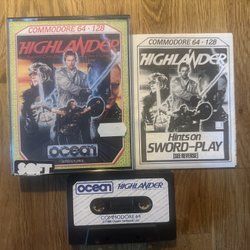 COMMODORE 64 · 128
HIGHLANDER
ocean
SOFT
COMMODORE 64 · 128
HIGHLANDER
Hints on
SWORD-PLAY
(SEE REVERSE)
ocean HIGHLANDER
COMMODORE 64